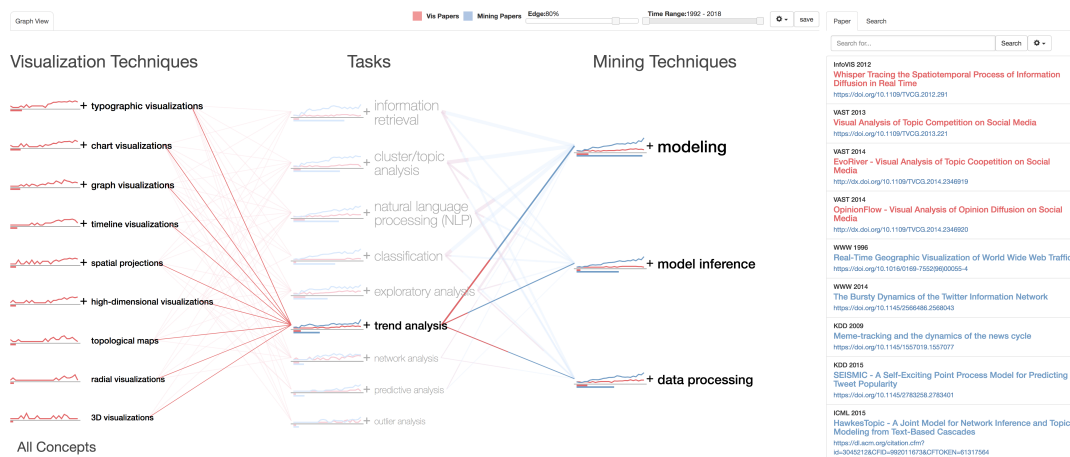 Graph View
Vis Papers
Mining Papers
Edge:80%
Time Range:1992 - 2018
save
Paper
Search
Search for...
Search
Visualization Techniques
Tasks
Mining Techniques
+ typographic visualizations
+ chart visualizations
+ graph visualizations
+ timeline visualizations
+ spatial projections
+ high-dimensional visualizations
topological maps
radial visualizations
3D visualizations
+ information
retrieval
+ cluster/topic
analysis
+ natural language
processing (NLP)
+ classification
+ exploratory analysis
+ trend analysis
+ network analysis
+ predictive analysis
+ outlier analysis
+ modeling
+ model inference
+ data processing
All Concepts
InfoVIS 2012
Whisper Tracing the Spatiotemporal Process of Information
Diffusion in Real Time
https://doi.org/10.1109/TVCG.2012.291
VAST 2013
Visual Analysis of Topic Competition on Social Media
https://doi.org/10.1109/TVCG.2013.221
VAST 2014
EvoRiver - Visual Analysis of Topic Coopetition on Social
Media
http://dx.doi.org/10.1109/TVCG.2014.2346919
VAST 2014
OpinionFlow - Visual Analysis of Opinion Diffusion on Social
Media
http://dx.doi.org/10.1109/TVCG.2014.2346920
WWW 1996
Real-Time Geographic Visualization of World Wide Web Traffic
https://doi.org/10.1016/0169-7552(96)00055-4
WWW 2014
The Bursty Dynamics of the Twitter Information Network
https://doi.org/10.1145/2566486.2568043
KDD 2009
Meme-tracking and the dynamics of the news cycle
https://doi.org/10.1145/1557019.1557077
KDD 2015
SEISMIC - A Self-Exciting Point Process Model for Predicting
Tweet Popularity
https://doi.org/10.1145/2783258.2783401
ICML 2015
HawkesTopic - A Joint Model for Network Inference and Topic
Modeling from Text-Based Cascades
https://dl.acm.org/citation.cfm?
id=3045212&CFID=992011673&CFTOKEN=61317564